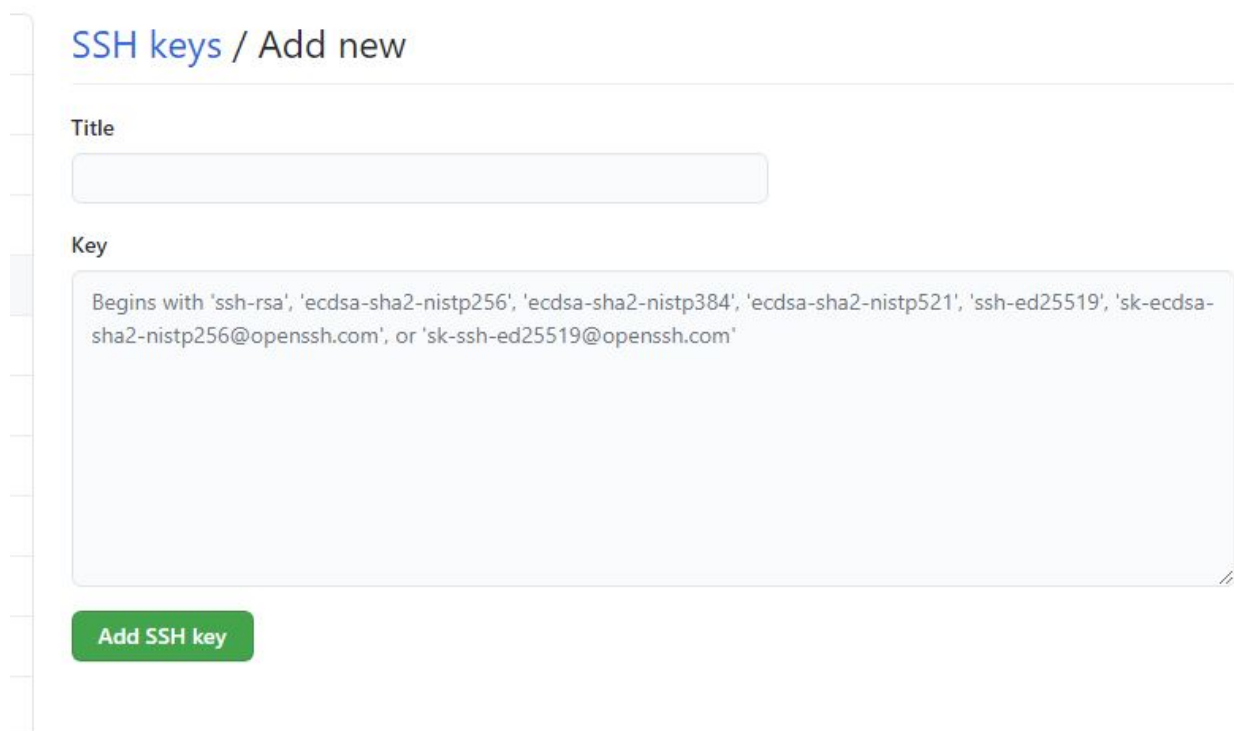 SSH keys / Add new
Title
Key
Begins with 'ssh-rsa', 'ecdsa-sha2-nistp256', 'ecdsa-sha2-nistp384', 'ecdsa-sha2-nistp521', 'ssh-ed25519', 'sk-ecdsa-
sha2-nistp256@openssh.com', or 'sk-ssh-ed25519@openssh.com'
Add SSH key